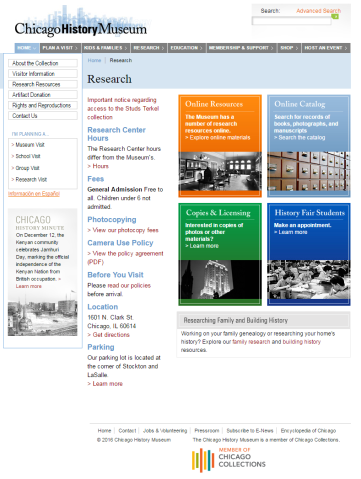 Search:
Advanced Search
ChicagoHistoryMuseum
HOME
PLAN A VISIT
KIDS & FAMILIES
RESEARCH
EDUCATION
MEMBERSHIP & SUPPORT
SHOP
HOST AN EVENT
About the Collection
Visitor Information
Research Resources
Artifact Donation
Rights and Reproductions
Contact Us
I'M PLANNING A...
> Museum Visit
> School Visit
> Group Visit
> Research Visit
Información en Español
CHICAGO
HISTORY MINUTE
On December 12, the
Kenyan community
celebrates Jamhuri
Day, marking the official
independence of the
Kenyan Nation from
British occupation. >
Learn more
Home
Research
Research
Important notice regarding
access to the Studs Terkel
collection
Research Center
Hours
The Research Center hours
differ from the Museum's.
> Hours
Fees
General Admission Free to
all. Children under 6 not
admitted.
Photocopying
> View our photocopy fees
Camera Use Policy
> View the policy agreement
(PDF)
Before You Visit
Please read our policies
before arrival.
Location
1601 N. Clark St.
Chicago, IL 60614
> Get directions
Parking
Our parking lot is located at
the corner of Stockton and
LaSalle.
> Learn more
Online Resources
The Museum has a
number of research
resources online.
> Explore online materials
Online Catalog
Search for records of
books, photographs, and
manuscripts
> Search the catalog
Copies & Licensing
Interested in copies of
photos or other
materials?
> Learn more
History Fair Students
Make an appointment.
> Learn more
Researching Family and Building History
Working on your family genealogy or researching your home's
history? Explore our family research and building history
resources.
Home | Contact | Jobs & Volunteering | Pressroom | Subscribe to E-News | Encyclopedia of Chicago
© 2016 Chicago History Museum The Chicago History Museum is a member of Chicago Collections.
MEMBER OF
CHICAGO
COLLECTIONS